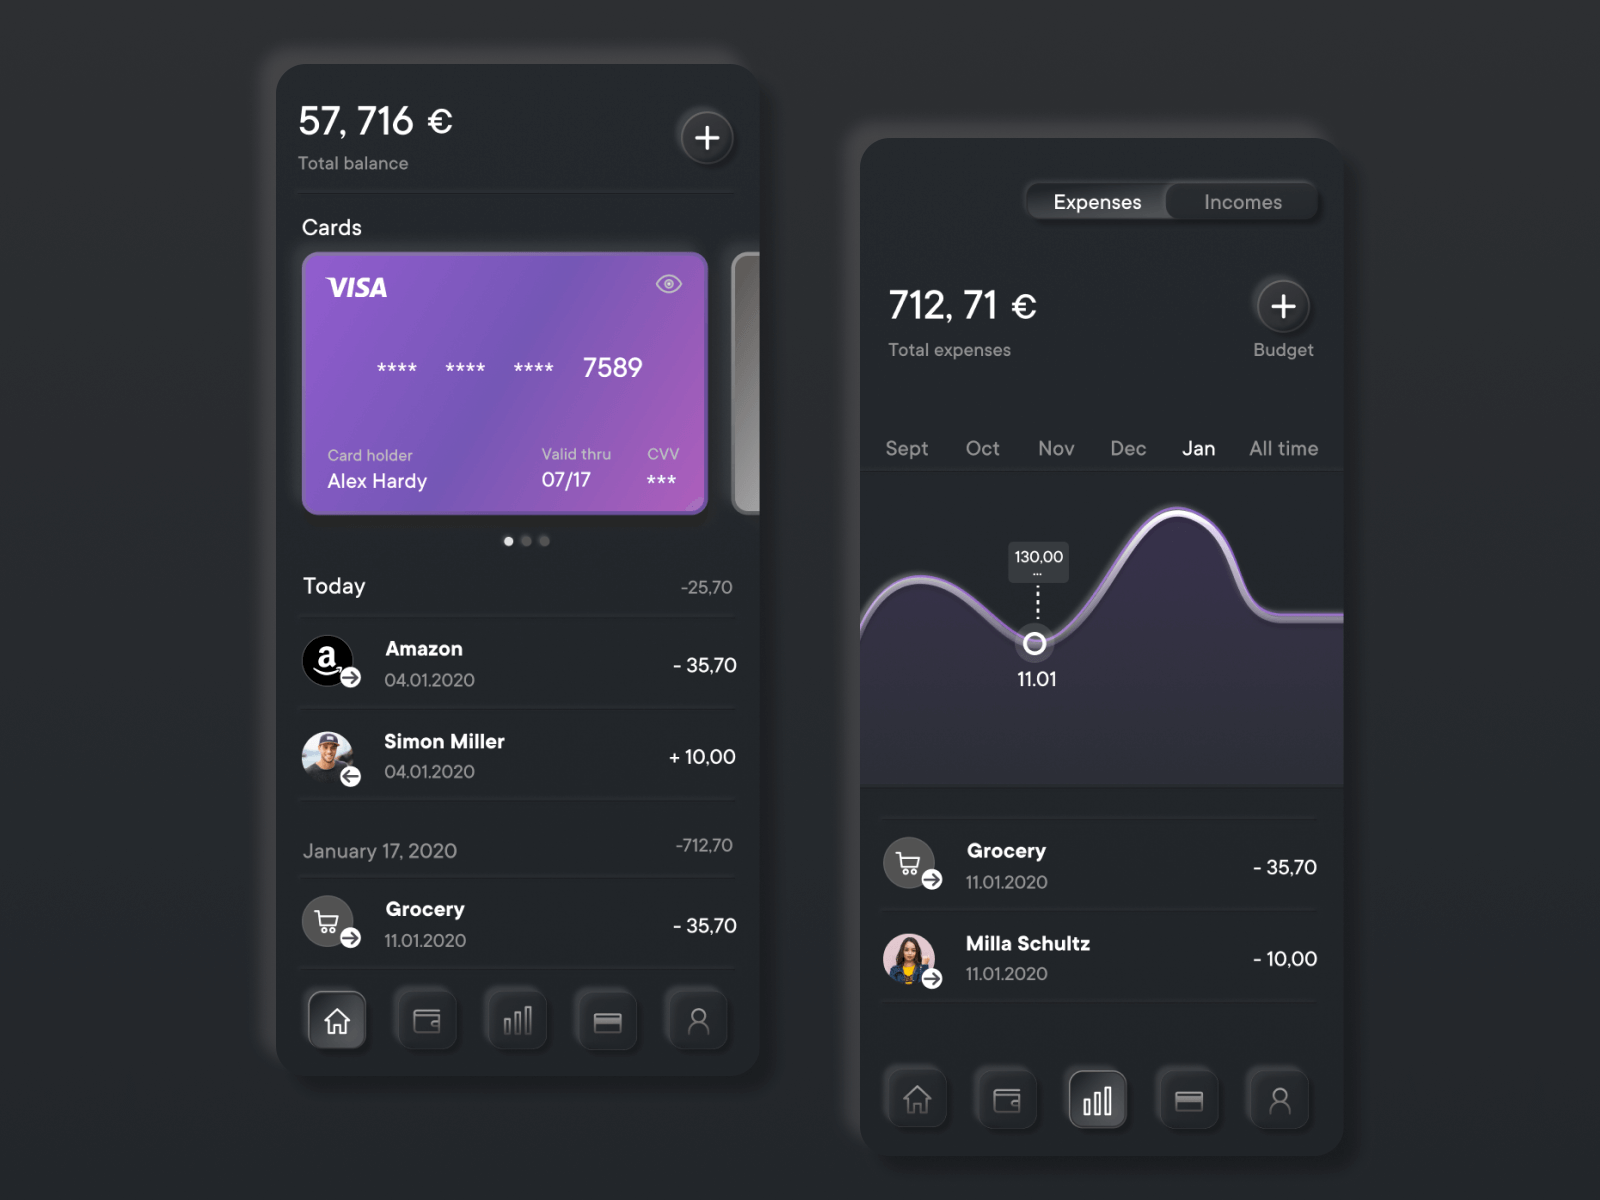 57, 716 €
Total balance
Cards
VISA
**** **** **** 7589
Card holder Valid thru CVV
Alex Hardy 07/17 ***
Today -25,70
Amazon
04.01.2020
- 35,70
Simon Miller
04.01.2020
+ 10,00
January 17, 2020 -712,70
Grocery
11.01.2020
- 35,70
Expenses Incomes
712, 71 €
Total expenses
Budget
Sept Oct Nov Dec Jan All time
130,00
...
11.01
Grocery
11.01.2020
- 35,70
Milla Schultz
11.01.2020
- 10,00